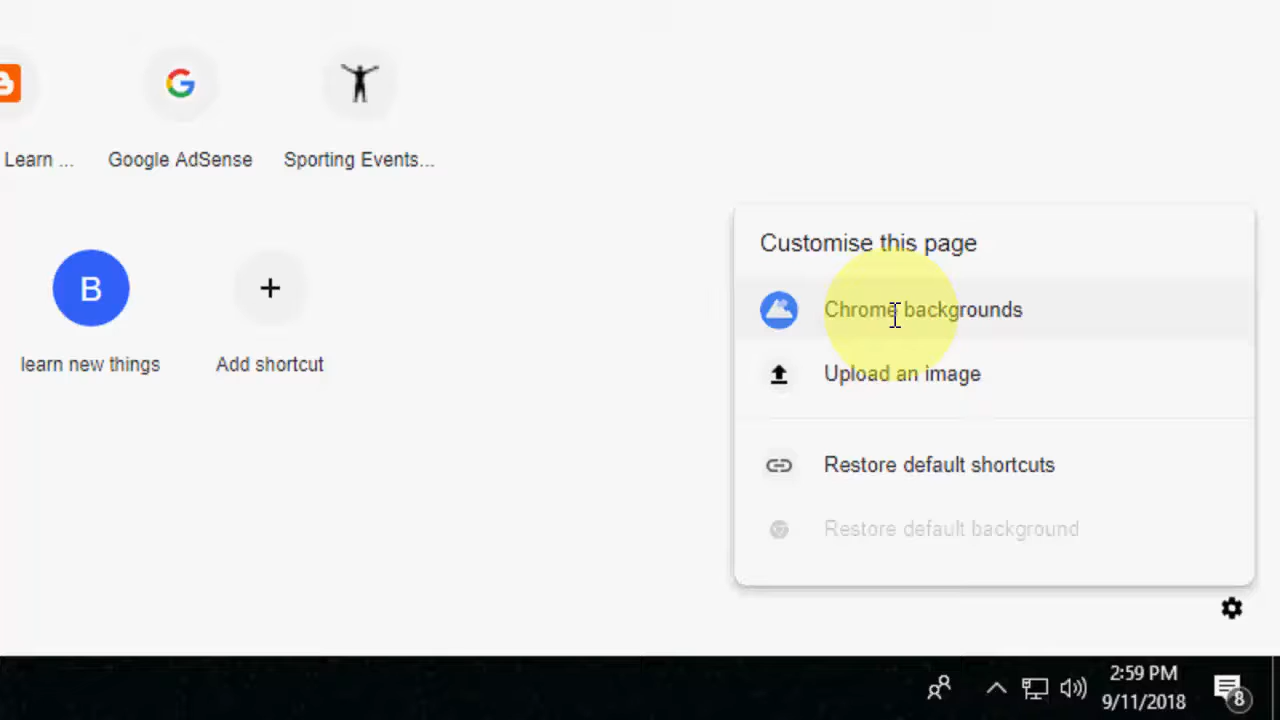 Learn ...
Google AdSense
Sporting Events...
B
learn new things
Add shortcut
Customise this page
Chrome backgrounds
Upload an image
Restore default shortcuts
Restore default background
2:59 PM
9/11/2018
8